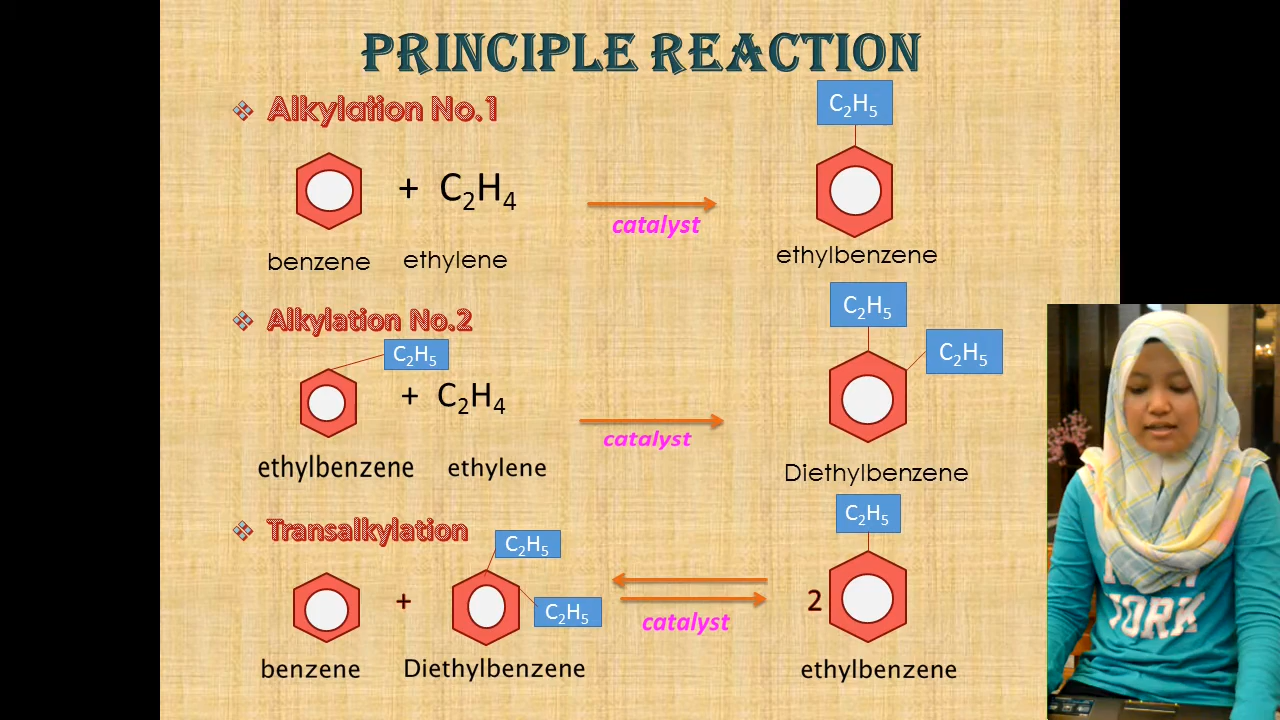 PRINCIPLE REACTION
Alkylation No.1
C₂H₅
+ C₂H₄
catalyst
benzene ethylene
ethylbenzene
Alkylation No.2
C₂H₅
C₂H₅
C₂H₅
+ C₂H₄
catalyst
ethylbenzene ethylene
Diethylbenzene
Transalkylation
C₂H₅
C₂H₅
+
C₂H₅
2
catalyst
benzene Diethylbenzene
ethylbenzene
YORK